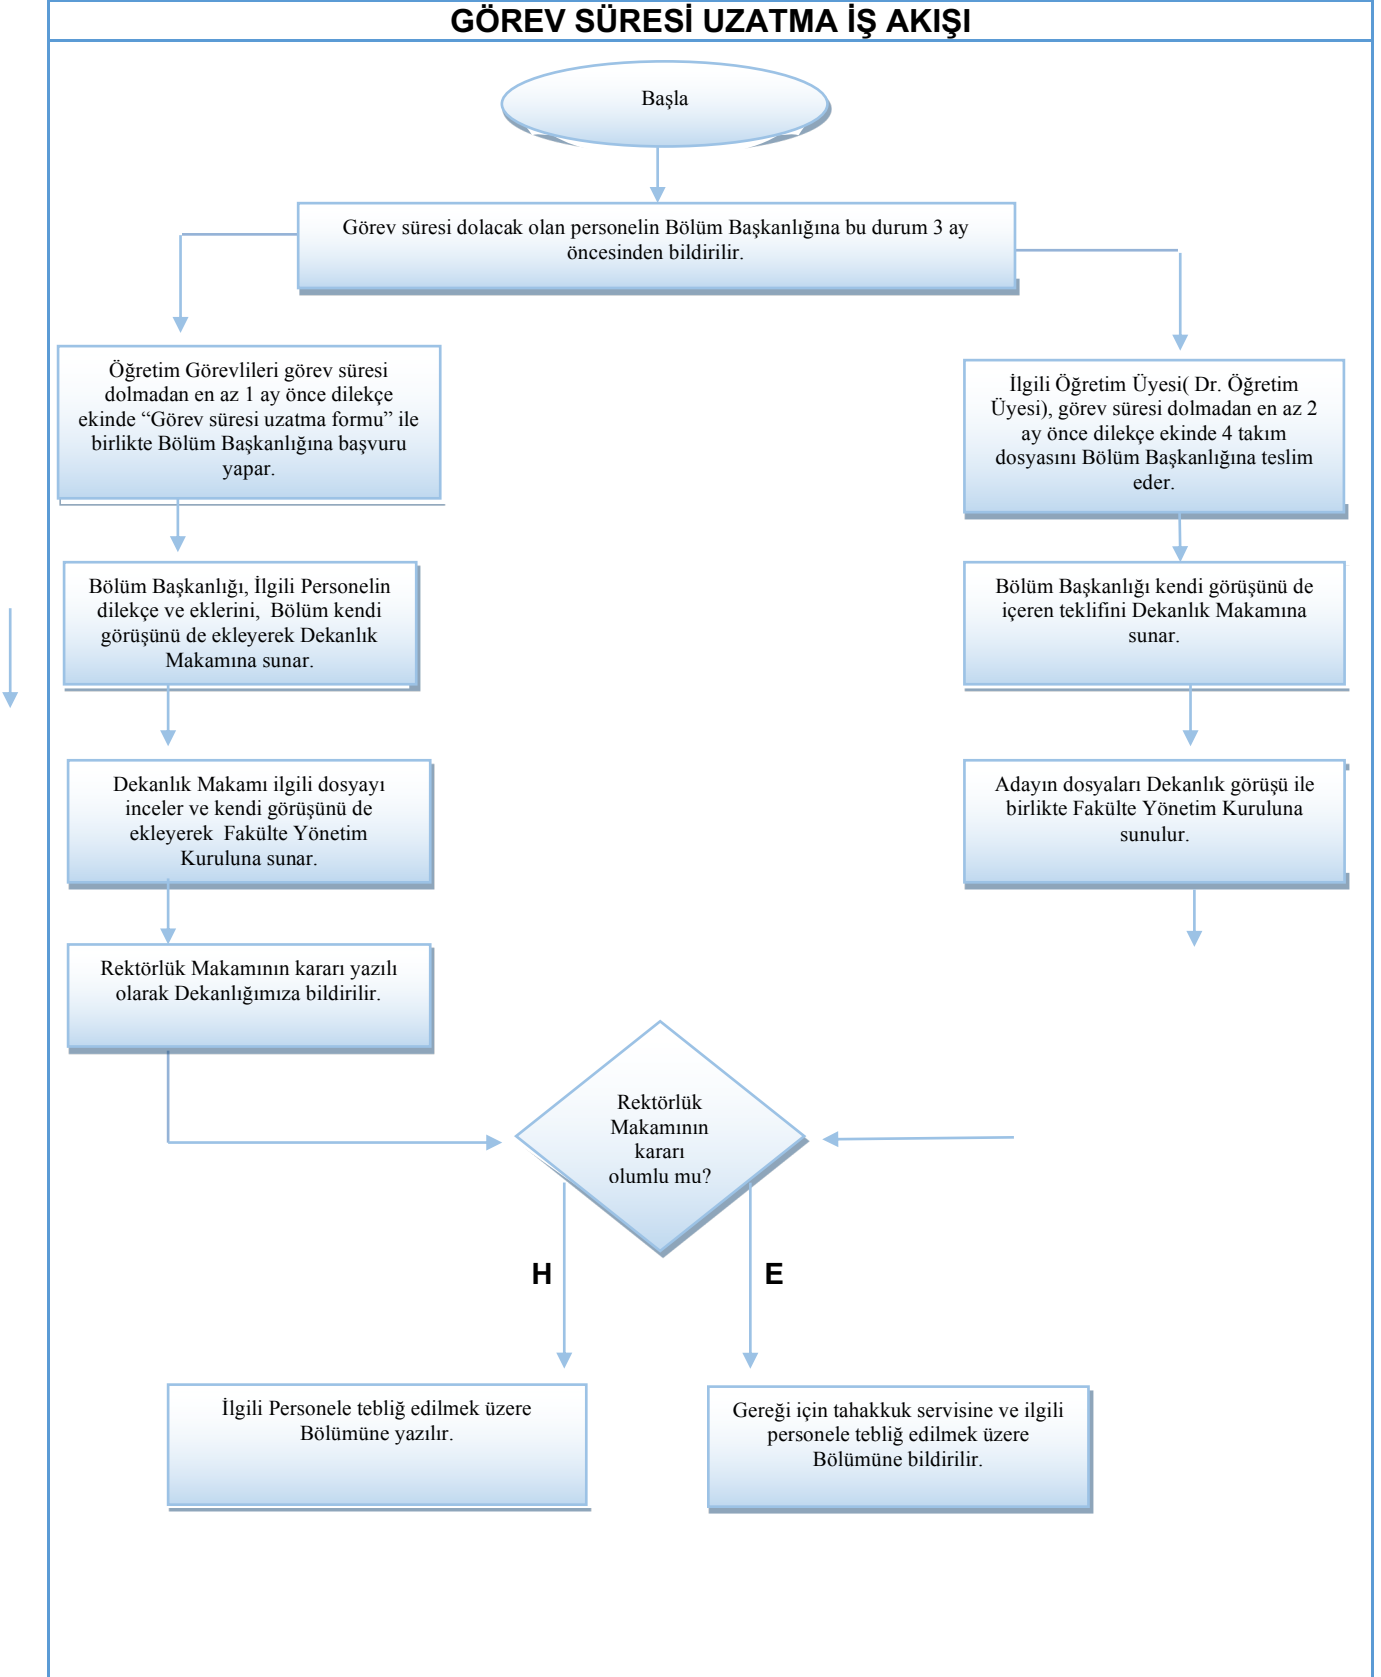 GÖREV SÜRESİ UZATMA İŞ AKIŞI
Başla
Görev süresi dolacak olan personelin Bölüm Başkanlığına bu durum 3 ay
öncesinden bildirilir.
Öğretim Görevlileri görev süresi
dolmadan en az 1 ay önce dilekçe
ekinde “Görev süresi uzatma formu” ile
birlikte Bölüm Başkanlığına başvuru
yapar.
İlgili Öğretim Üyesi( Dr. Öğretim
Üyesi), görev süresi dolmadan en az 2
ay önce dilekçe ekinde 4 takım
dosyasını Bölüm Başkanlığına teslim
eder.
Bölüm Başkanlığı, İlgili Personelin
dilekçe ve eklerini, Bölüm kendi
görüşünü de ekleyerek Dekanlık
Makamına sunar.
Bölüm Başkanlığı kendi görüşünü de
içeren teklifini Dekanlık Makamına
sunar.
Dekanlık Makamı ilgili dosyayı
inceler ve kendi görüşünü de
ekleyerek Fakülte Yönetim
Kuruluna sunar.
Adayın dosyaları Dekanlık görüşü ile
birlikte Fakülte Yönetim Kuruluna
sunulur.
Rektörlük Makamının kararı yazılı
olarak Dekanlığımıza bildirilir.
Rektörlük
Makamının
kararı
olumlu mu?
H
E
İlgili Personele tebliğ edilmek üzere
Bölümüne yazılır.
Gereği için tahakkuk servisine ve ilgili
personele tebliğ edilmek üzere
Bölümüne bildirilir.